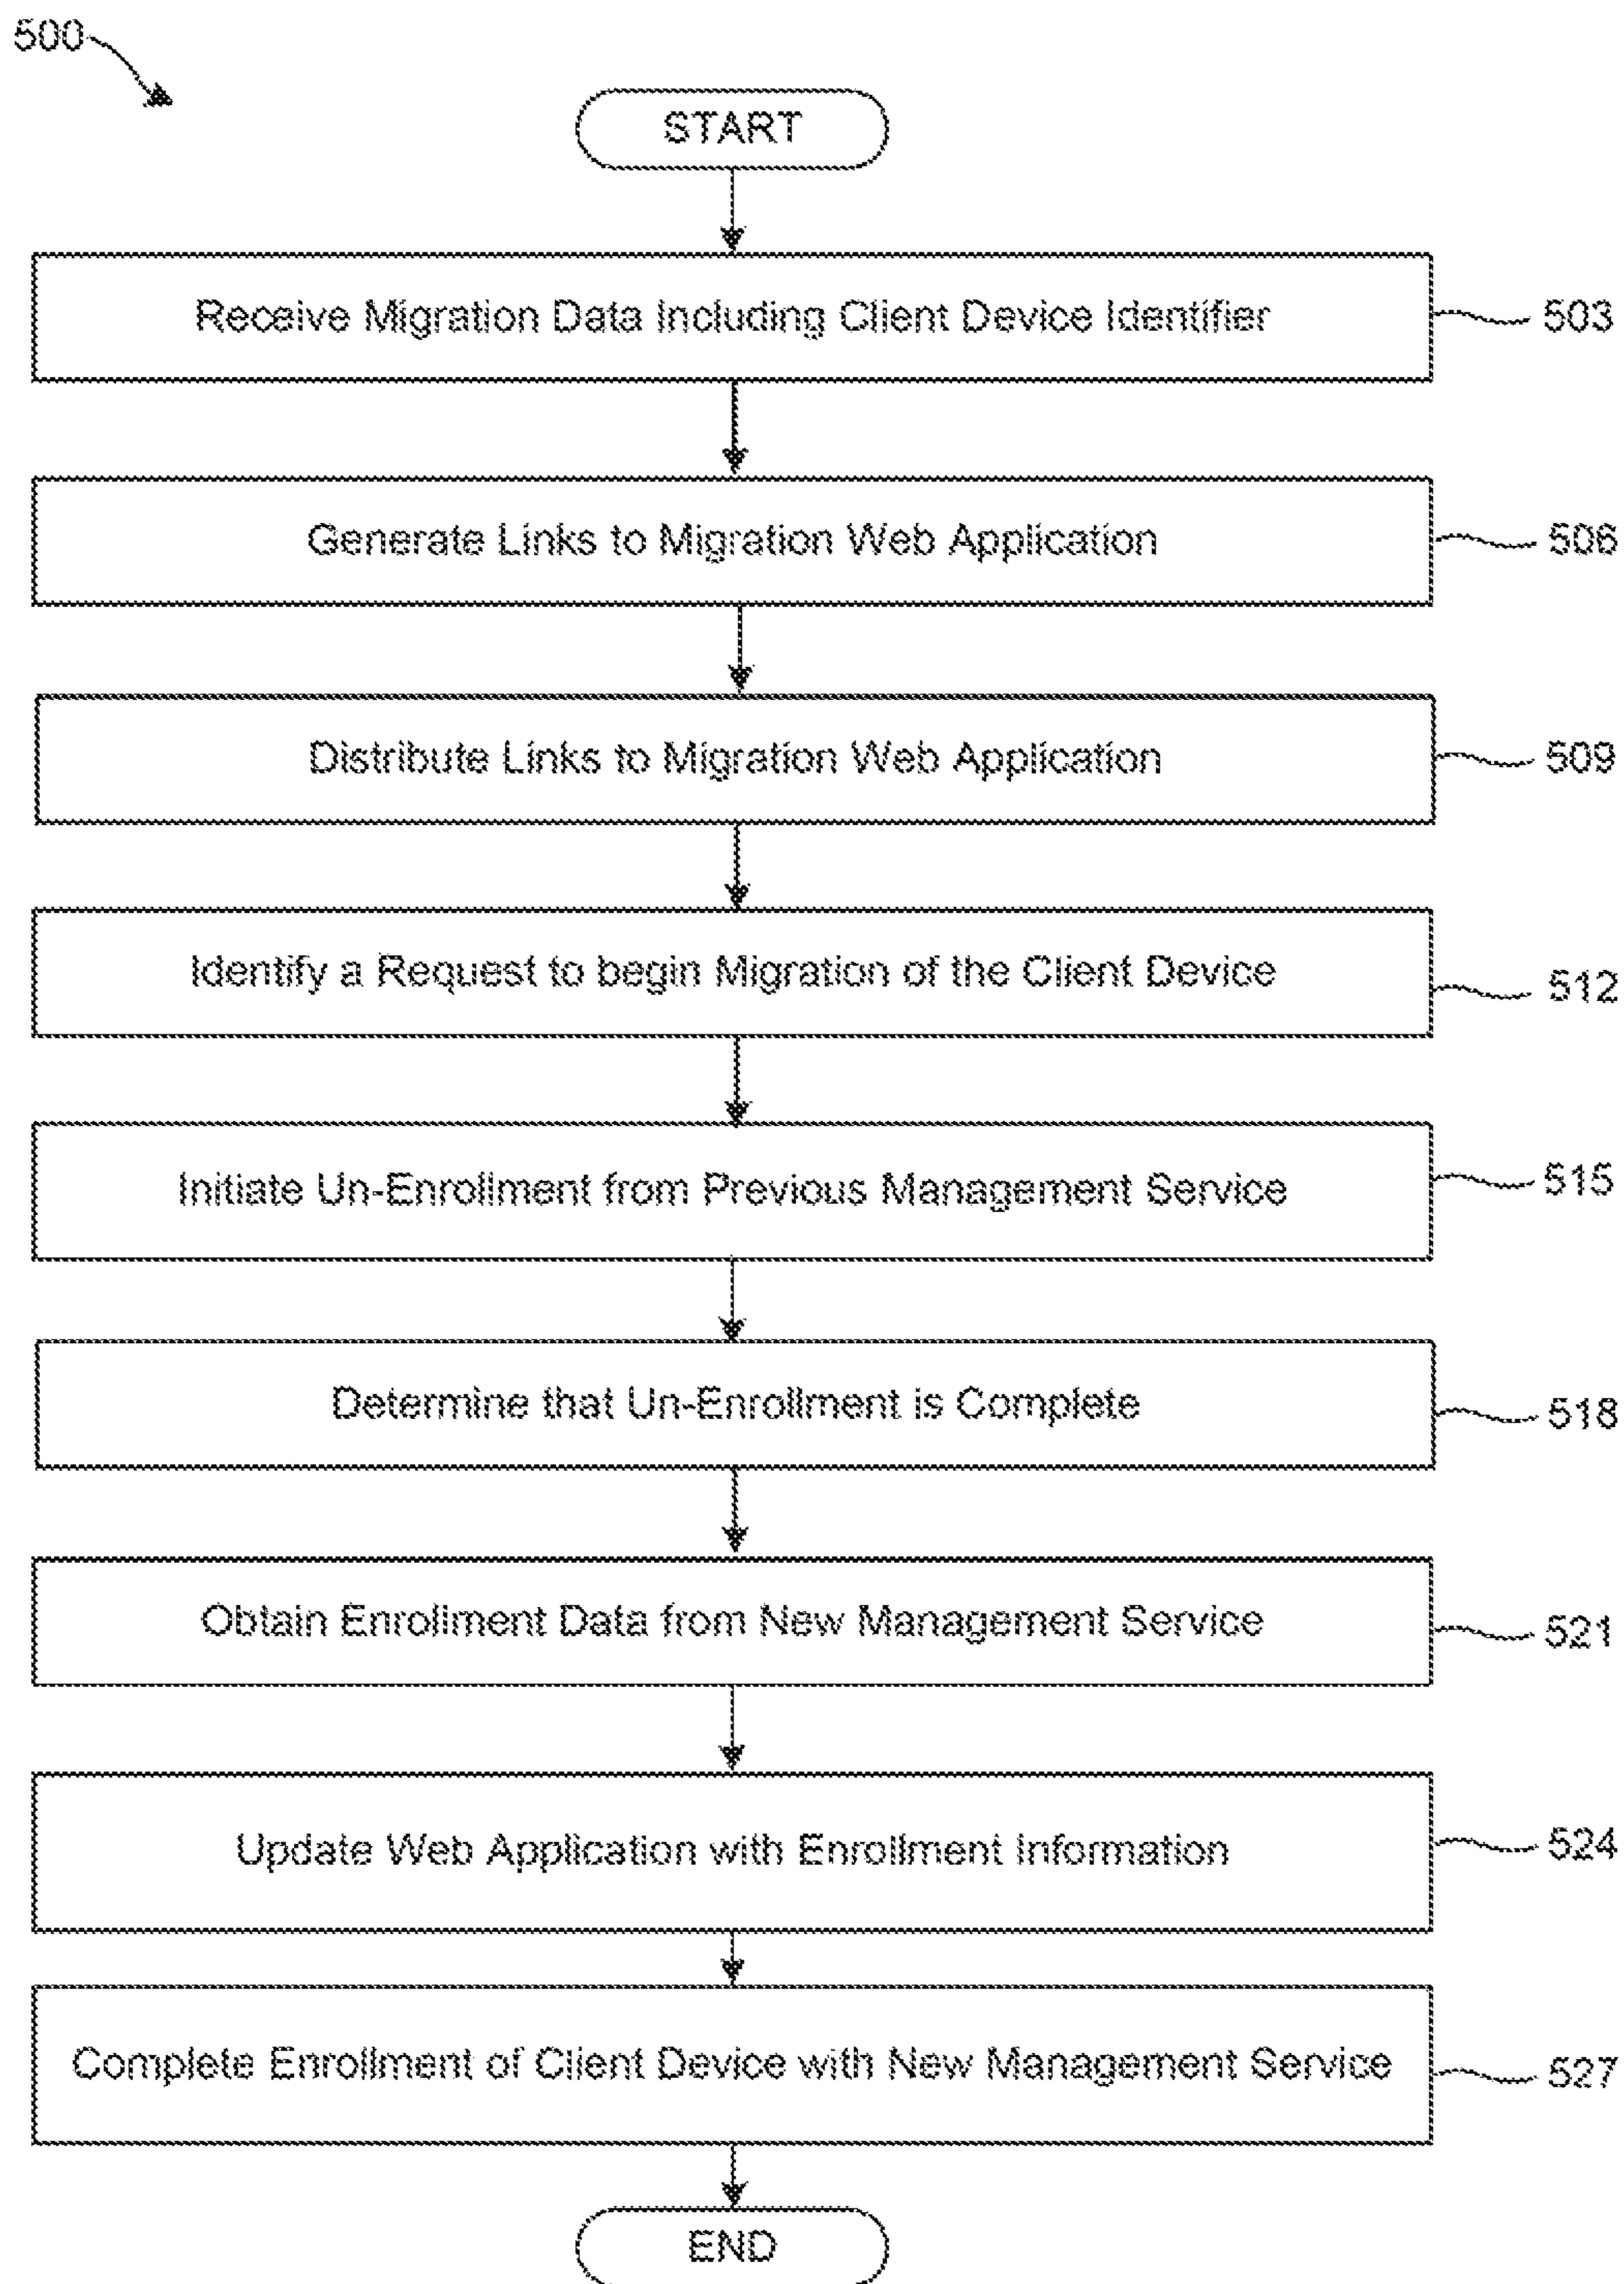 500
START
Receive Migration Data Including Client Device Identifier
503
Generate Links to Migration Web Application
506
Distribute Links to Migration Web Application
509
Identify a Request to begin Migration of the Client Device
512
Initiate Un-Enrollment from Previous Management Service
515
Determine that Un-Enrollment is Complete
518
Obtain Enrollment Data from New Management Service
521
Update Web Application with Enrollment Information
524
Complete Enrollment of Client Device with New Management Service
527
END